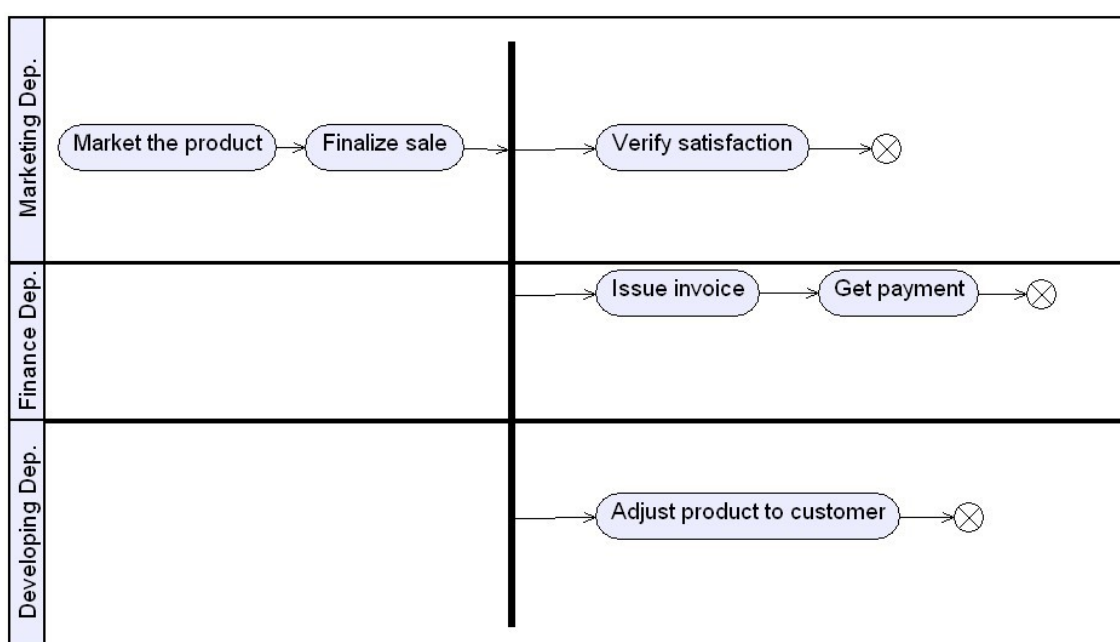 Marketing Dep.
Market the product
Finalize sale
Verify satisfaction
Finance Dep.
Issue invoice
Get payment
Developing Dep.
Adjust product to customer